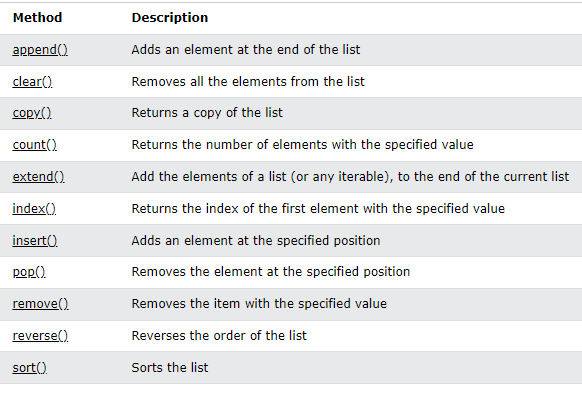 Method Description
append() Adds an element at the end of the list
clear() Removes all the elements from the list
copy() Returns a copy of the list
count() Returns the number of elements with the specified value
extend() Add the elements of a list (or any iterable), to the end of the current list
index() Returns the index of the first element with the specified value
insert() Adds an element at the specified position
pop() Removes the element at the specified position
remove() Removes the item with the specified value
reverse() Reverses the order of the list
sort() Sorts the list